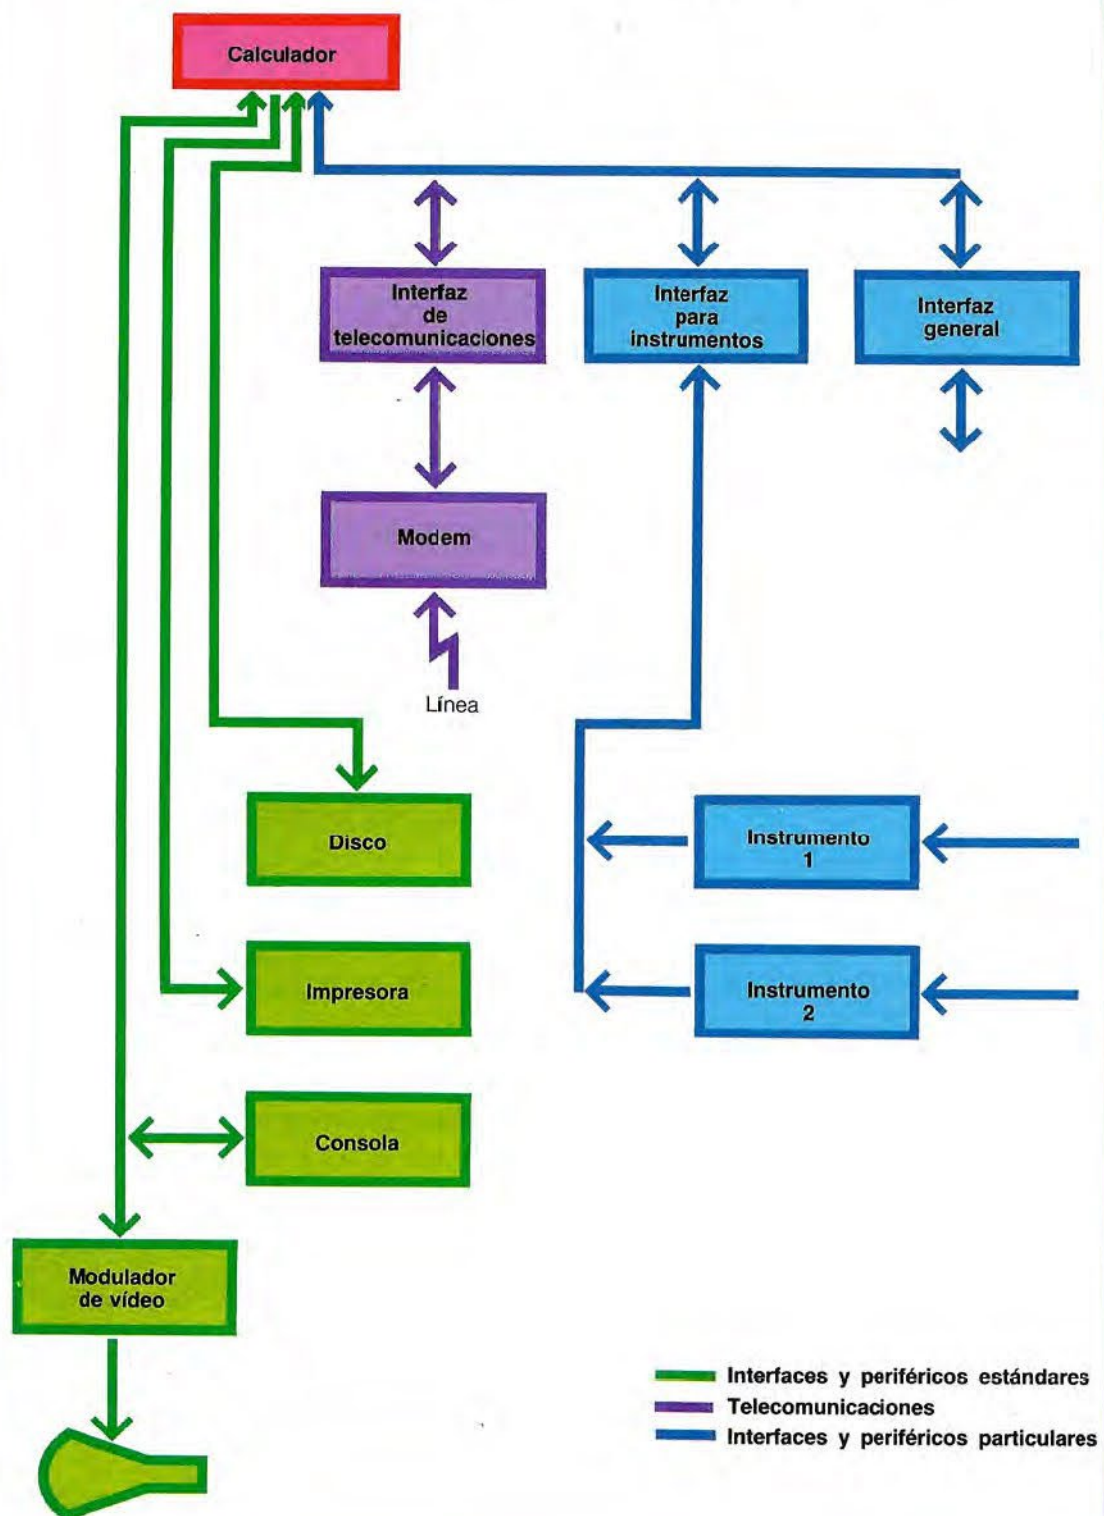 Calculador
Interfaz
de
telecomunicaciones
Interfaz
para
instrumentos
Interfaz
general
Modem
Línea
Disco
Instrumento
1
Impresora
Instrumento
2
Consola
Modulador
de vídeo
Interfaces y periféricos estándares
Telecomunicaciones
Interfaces y periféricos particulares